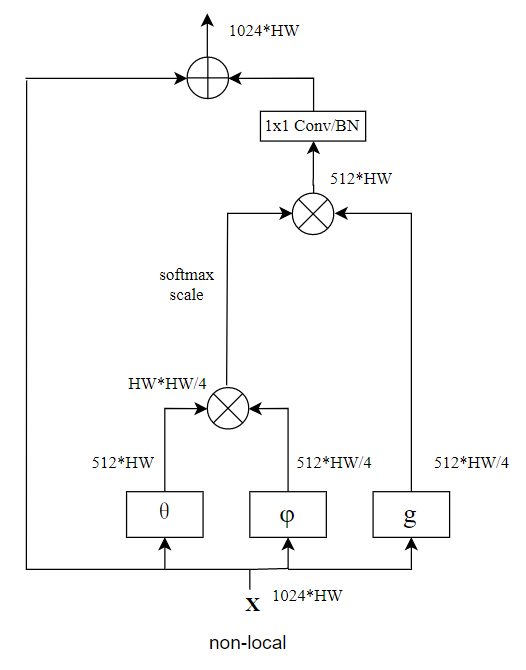 1024*HW
1x1 Conv/BN
512*HW
softmax
scale
HW*HW/4
512*HW
512*HW/4
512*HW/4
θ
φ
g
X
1024*HW
non-local